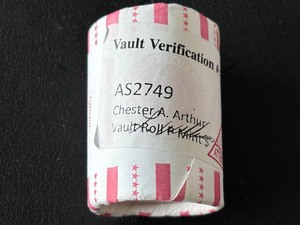 Vault Verification #
AS2749
Chester A. Arthur
Vault Roll P Mint S